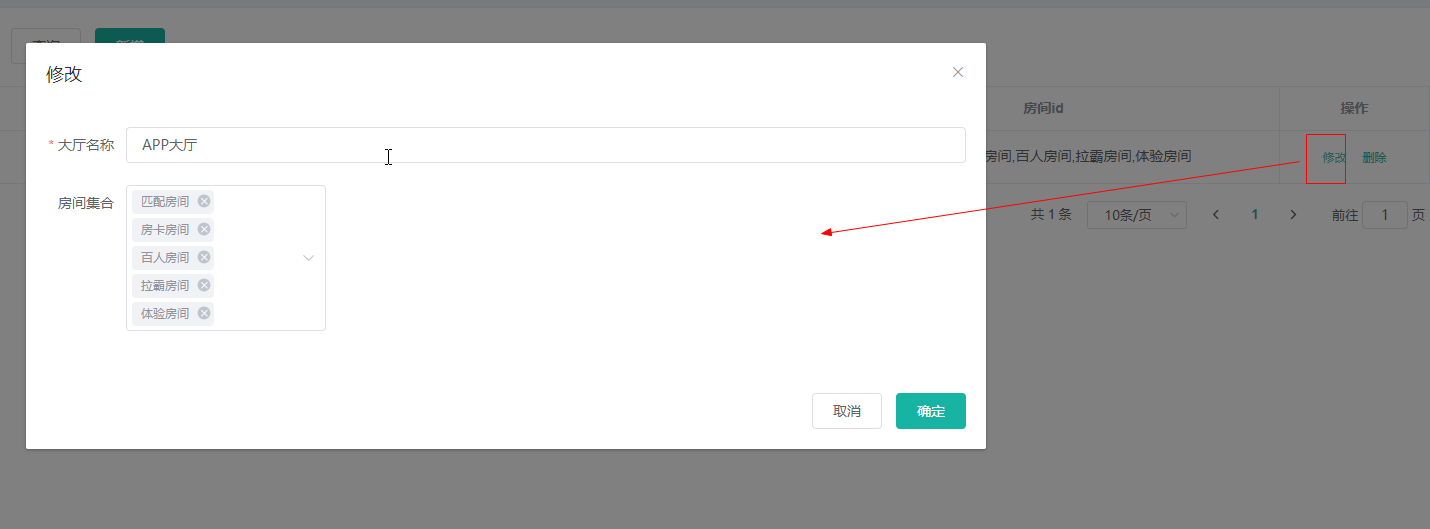 修改
* 大厅名称 APP大厅
房间集合
匹配房间
房卡房间
百人房间
拉霸房间
体验房间
取消 确定
房间id 操作
房间,百人房间,拉霸房间,体验房间 修改 删除
共 1 条 10条/页 1 前往 1 页